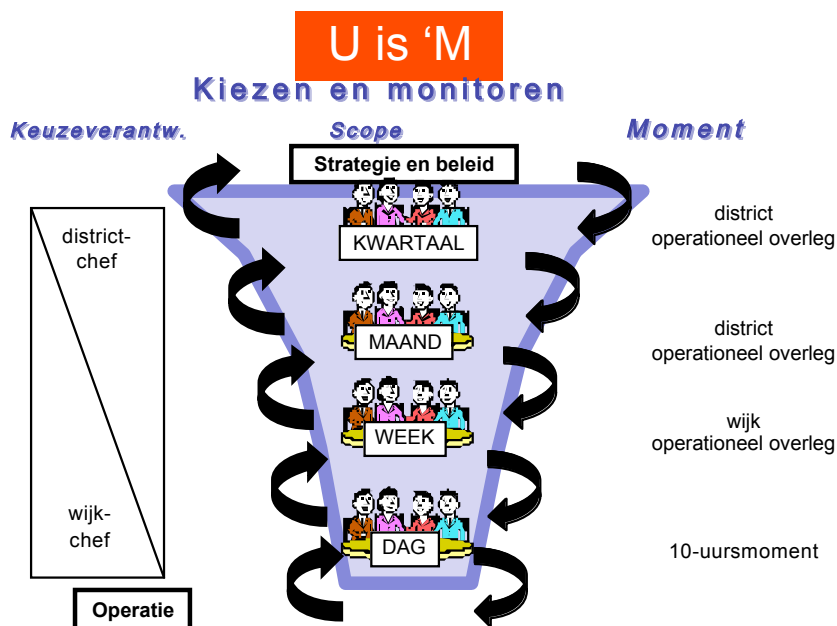 U is ‘M
Kiezen en monitoren
Keuzeverantw.
Scope
Moment
Strategie en beleid
KWARTAAL
district
operationeel overleg
district-
chef
MAAND
district
operationeel overleg
WEEK
wijk
operationeel overleg
wijk-
chef
DAG
10-uursmoment
Operatie